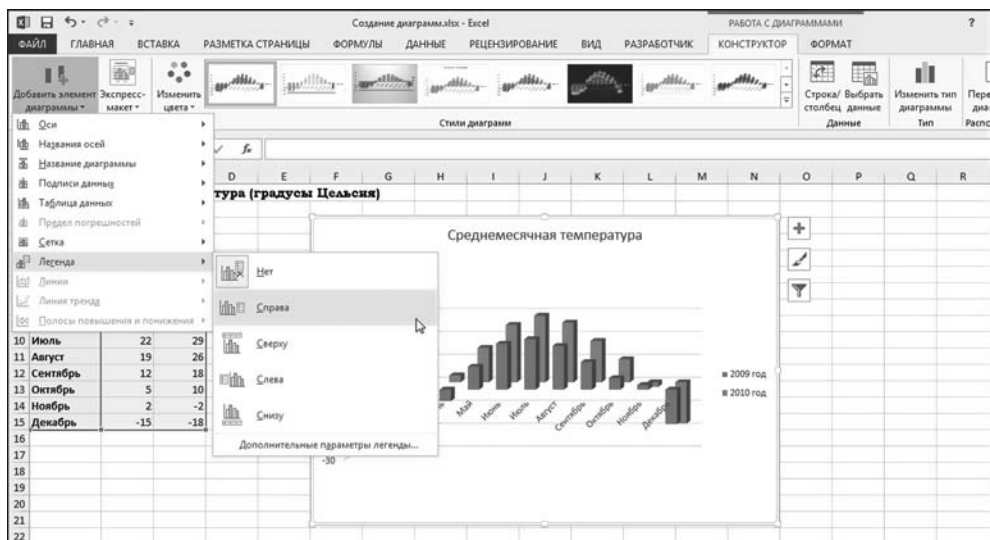 Создание диаграмм.xlsx - Excel
РАБОТА С ДИАГРАММАМИ
?
ФАЙЛ ГЛАВНАЯ ВСТАВКА РАЗМЕТКА СТРАНИЦЫ ФОРМУЛЫ ДАННЫЕ РЕЦЕНЗИРОВАНИЕ ВИД РАЗРАБОТЧИК КОНСТРУКТОР ФОРМАТ
Добавить элемент диаграммы
Экспресс-макет
Изменить цвета
Строка/столбец
Выбрать данные
Изменить тип диаграммы
Стили диаграмм
Данные
Тип
Оси
Названия осей
Название диаграммы
Подписи данных
Таблица данных
Предел погрешностей
Сетка
Легенда
Линии
Линия тренда
Полосы повышения и понижения
Нет
Справа
Сверху
Слева
Снизу
Дополнительные параметры легенды...
fx
D E F G H I J K L M N O P Q R
тура (градусы Цельсия)
Среднемесячная температура
10 Июль 22 29
11 Август 19 26
12 Сентябрь 12 18
13 Октябрь 5 10
14 Ноябрь 2 -2
15 Декабрь -15 -18
16
17
18
19
20
21
22
Май Июнь Июль Август Сентябрь Октябрь Ноябрь Декабрь
-30
2009 год
2010 год